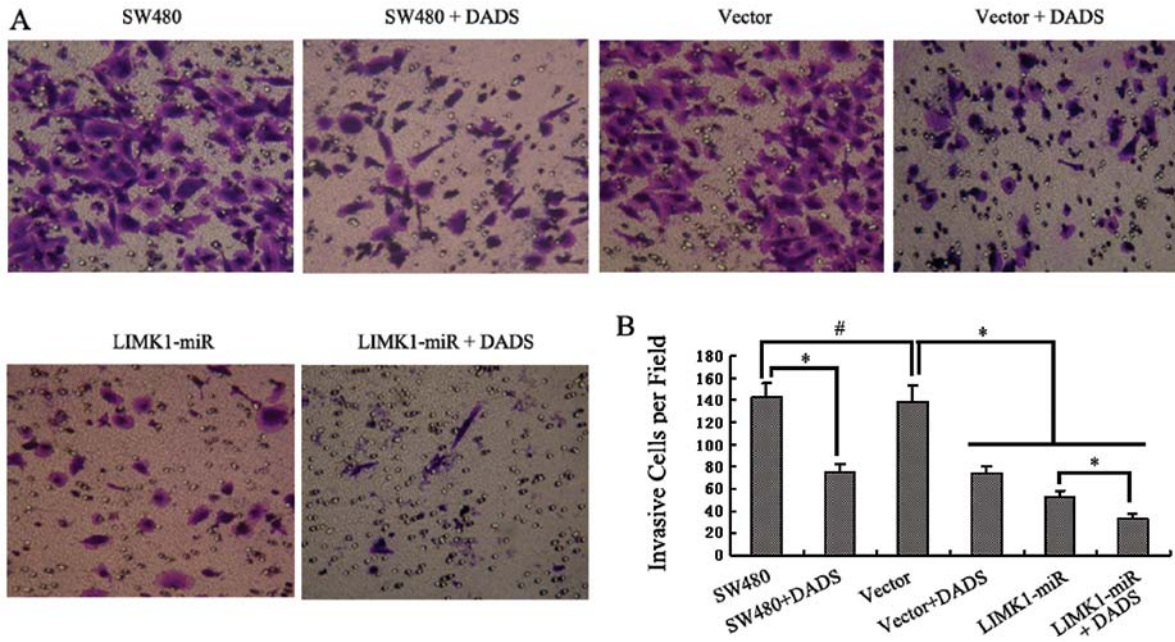 A
SW480
SW480 + DADS
Vector
Vector + DADS
LIMK1-miR
LIMK1-miR + DADS
B
Invasive Cells per Field
180
160
140
120
100
80
60
40
20
0
#
*
*
*
SW480
SW480+DADS
Vector
Vector+DADS
LIMK1-miR
LIMK1-miR
+ DADS